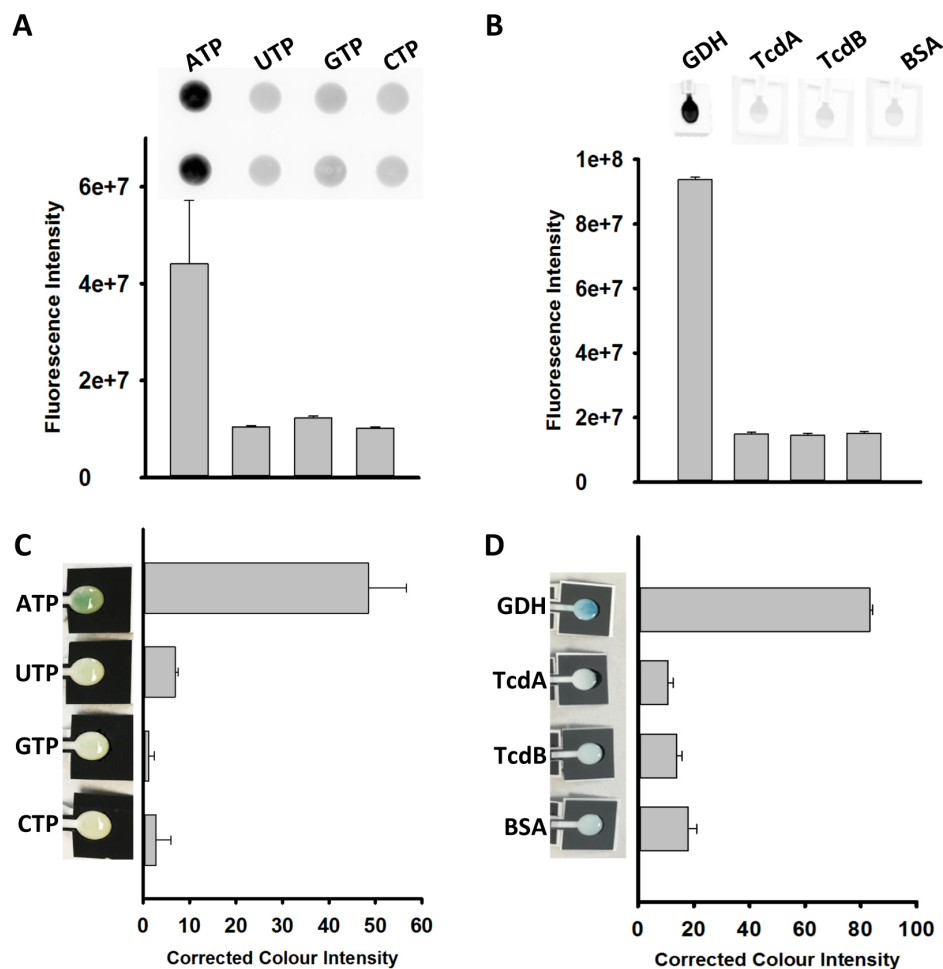 A
ATP UTP GTP CTP
Fluorescence Intensity
6e+7
4e+7
2e+7
0
B
GDH TcdA TcdB BSA
Fluorescence Intensity
1e+8
8e+7
6e+7
4e+7
2e+7
0
C
ATP
UTP
GTP
CTP
0 10 20 30 40 50 60
Corrected Colour Intensity
D
GDH
TcdA
TcdB
BSA
0 20 40 60 80 100
Corrected Colour Intensity